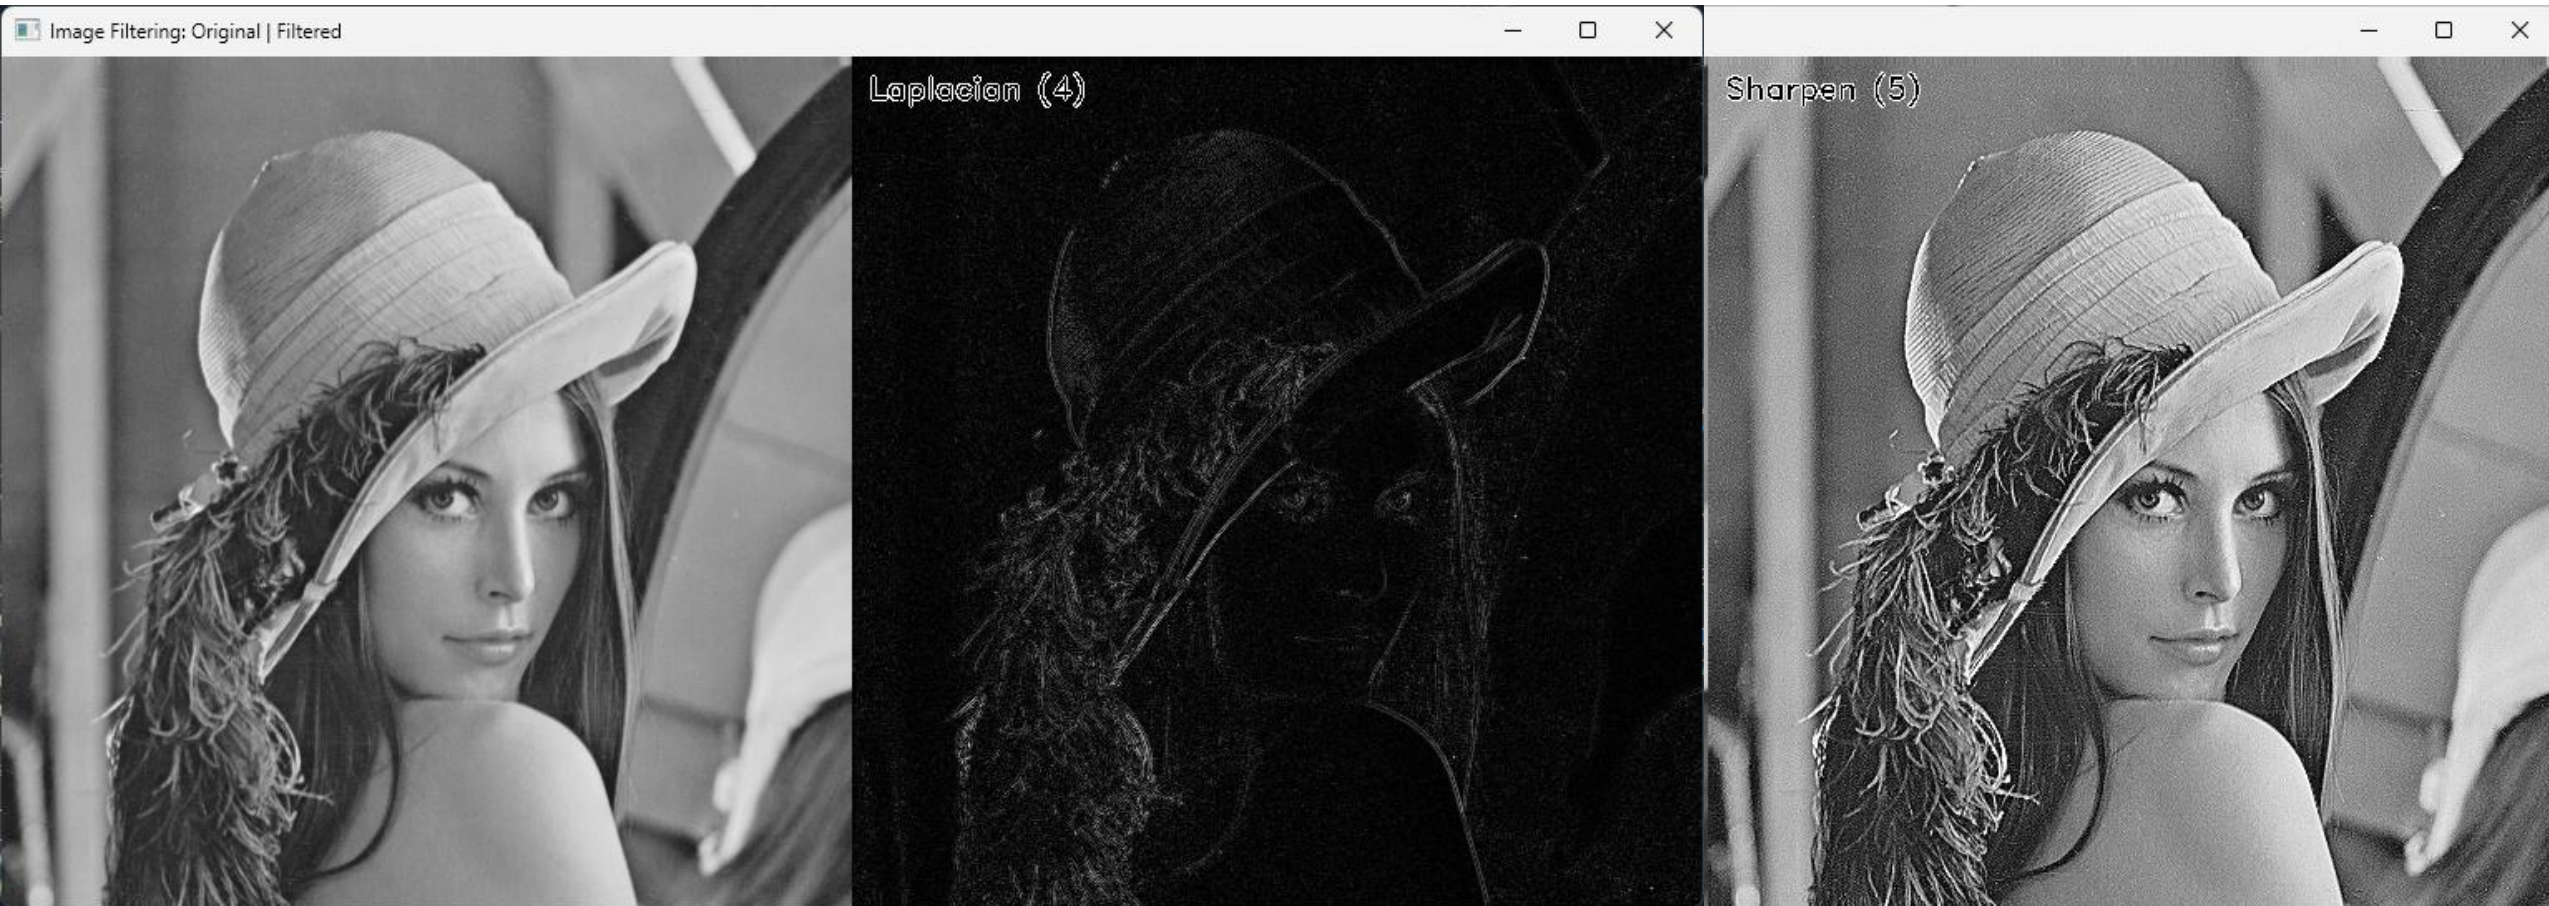 Image Filtering: Original | Filtered
Laplacian (4)
Sharpen (5)